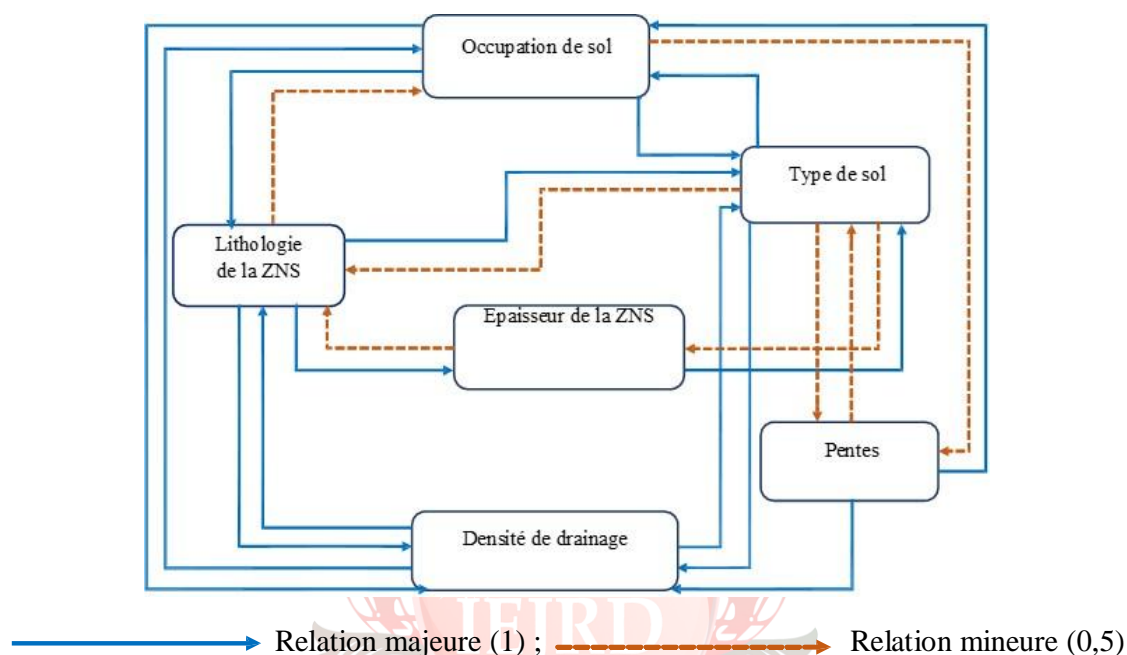 Occupation de sol
Type de sol
Lithologie
de la ZNS
Epaisseur de la ZNS
Pentes
Densité de drainage
IFIRD
Relation majeure (1) ; Relation mineure (0,5)